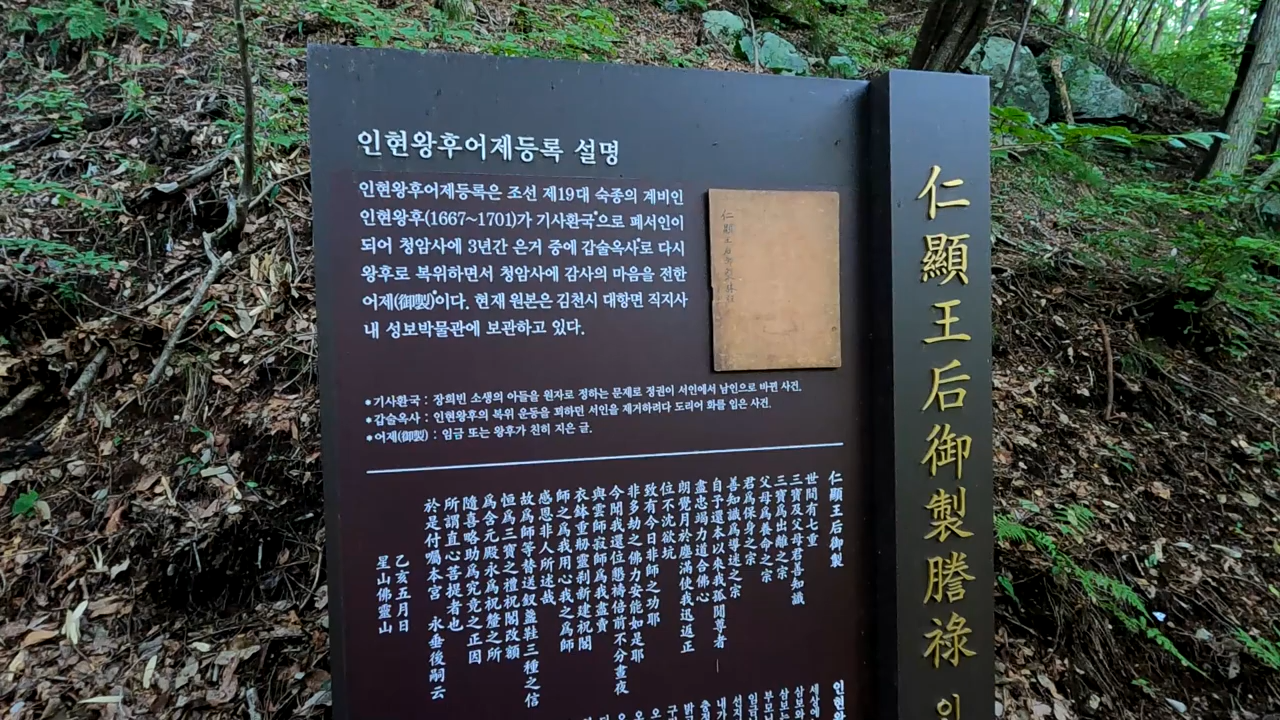 인현왕후어제등록 설명
인현왕후어제등록은 조선 제19대 숙종의 계비인
인현왕후(1667~1701)가 기사환국*으로 폐서인이
되어 청암사에 3년간 은거 중에 갑술옥사*로 다시
왕후로 복위하면서 청암사에 감사의 마음을 전한
어제(御製)*이다. 현재 원본은 김천시 대항면 직지사
내 성보박물관에 보관하고 있다.
*기사환국 : 장희빈 소생의 아들을 원자로 정하는 문제로 정권이 서인에서 남인으로 바뀐 사건.
*갑술옥사 : 인현왕후의 복위 운동을 꾀하던 서인을 제거하려다 도리어 화를 입은 사건.
*어제(御製) : 임금 또는 왕후가 친히 지은 글.
仁顯王后御製
世間有七重
三寶及父母君善知識
三寶爲出離之宗
父母爲養命之宗
君爲保身之宗
善知識爲導迷之宗
自予還本以來我孤閒尊者
盡忠竭力道合佛心
朗覺月於塵滿使我迅返正
位不沈欲坑
致有今日非師之功耶
非多劫之佛力安能如是耶
今聞我還位懇禱倍前不分晝夜
與雲師寂師爲我盡賣
衣鉢重刱靈刹新建祝閣
師之爲我用心我之爲師
感恩非人所述哉
故爲師等替送釵囊鞋三種之信
恒爲三寶之禮祝閣改額
爲含元殿永爲祝釐之所
隨喜略助爲究竟之正因
所謂直心菩提者也
於是付囑本宮 永垂後嗣云
乙亥五月日
星山佛靈山
仁顯王后御製謄祿